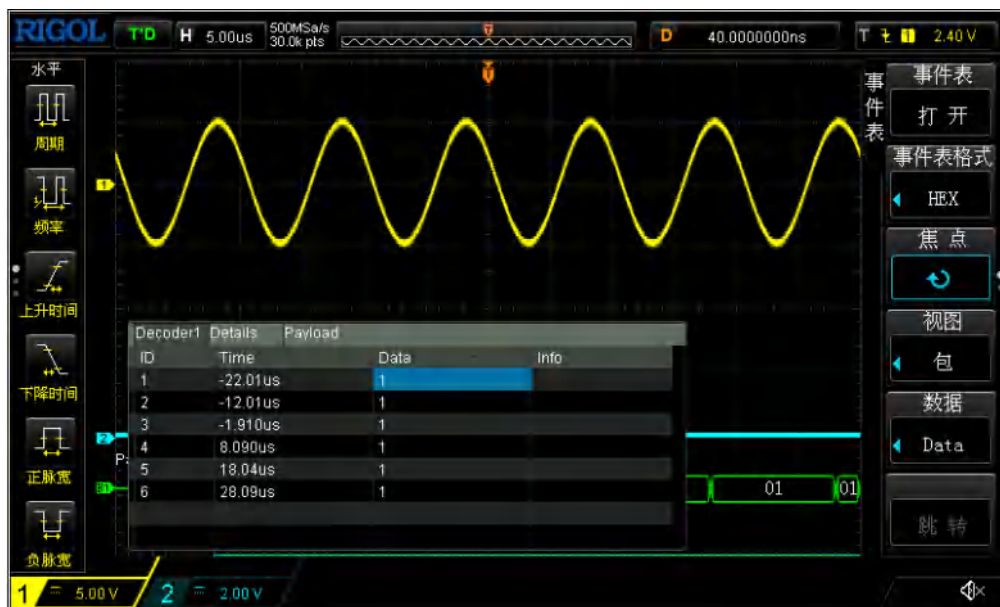 RIGOL T'D H 5.00us 500MSa/s 30.0k pts D 40.0000000ns T 1 2.40 V
水平
周期
频率
上升时间
下降时间
正脉宽
负脉宽
T
1
2
B1
Decoder1 Details Payload
ID Time Data Info
1 -22.01us 1
2 -12.01us 1
3 -1.910us 1
4 8.090us 1
5 18.04us 1
6 28.09us 1
01 01
事件表
事件表
打开
事件表格式
HEX
焦点
视图
包
数据
Data
跳转
1 5.00 V 2 2.00 V